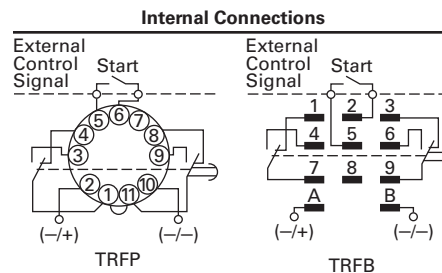 Internal Connections
External
Control
Signal
Start
5
6
7
4
8
3
9
2
10
1
11
(—/+)
(—/—)
TRFP
External
Control
Signal
Start
1 2 3
4 5 6
7 8 9
A B
(—/+)
(—/—)
TRFB